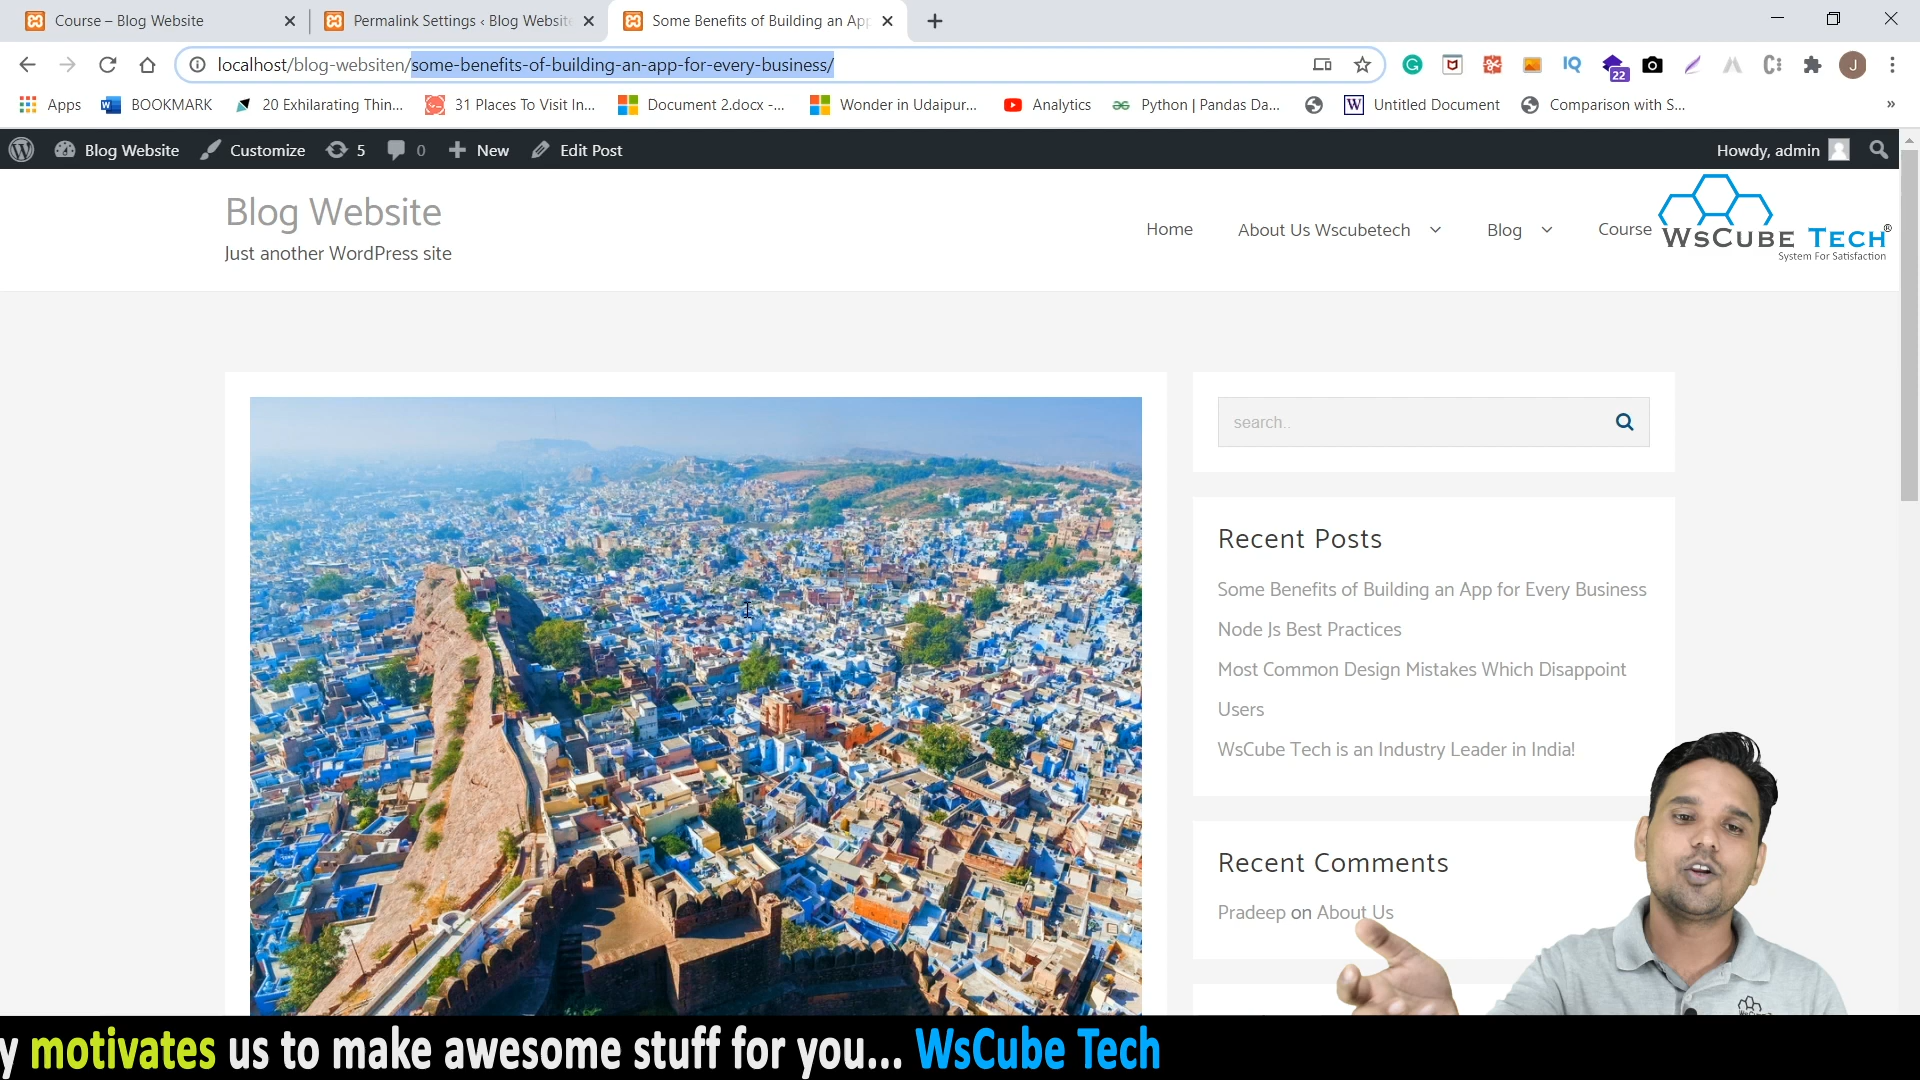 Course – Blog Website
Permalink Settings ‹ Blog Website
Some Benefits of Building an App
localhost/blog-websiten/some-benefits-of-building-an-app-for-every-business/
22
J
Apps
BOOKMARK
20 Exhilarating Thin...
31 Places To Visit In...
Document 2.docx -...
Wonder in Udaipur...
Analytics
Python | Pandas Da...
Untitled Document
Comparison with S...
»
Blog Website
Customize
5
0
New
Edit Post
Howdy, admin
Blog Website
Just another WordPress site
Home
About Us Wscubetech
Blog
Course
WsCube Tech®
System For Satisfaction
search..
Recent Posts
Some Benefits of Building an App for Every Business
Node Js Best Practices
Most Common Design Mistakes Which Disappoint
Users
WsCube Tech is an Industry Leader in India!
Recent Comments
Pradeep on About Us
y motivates us to make awesome stuff for you... WsCube Tech